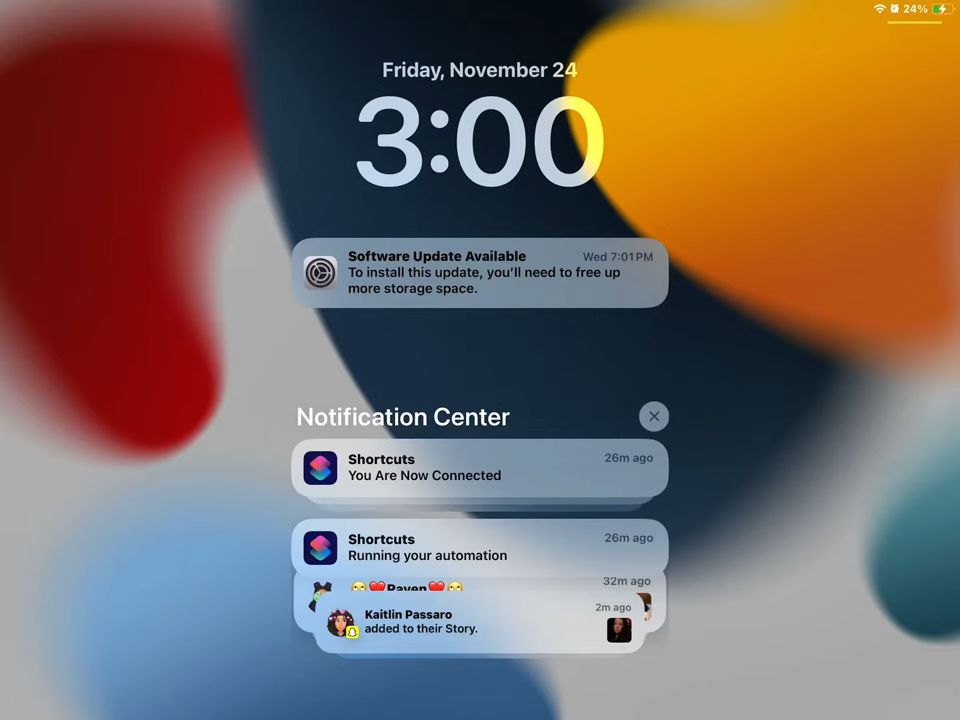 24%
Friday, November 24
3:00
Software Update Available
Wed 7:01 PM
To install this update, you'll need to free up
more storage space.
Notification Center
Shortcuts
26m ago
You Are Now Connected
Shortcuts
26m ago
Running your automation
🫢❤️Raven❤️🫢
32m ago
Kaitlin Passaro
2m ago
added to their Story.